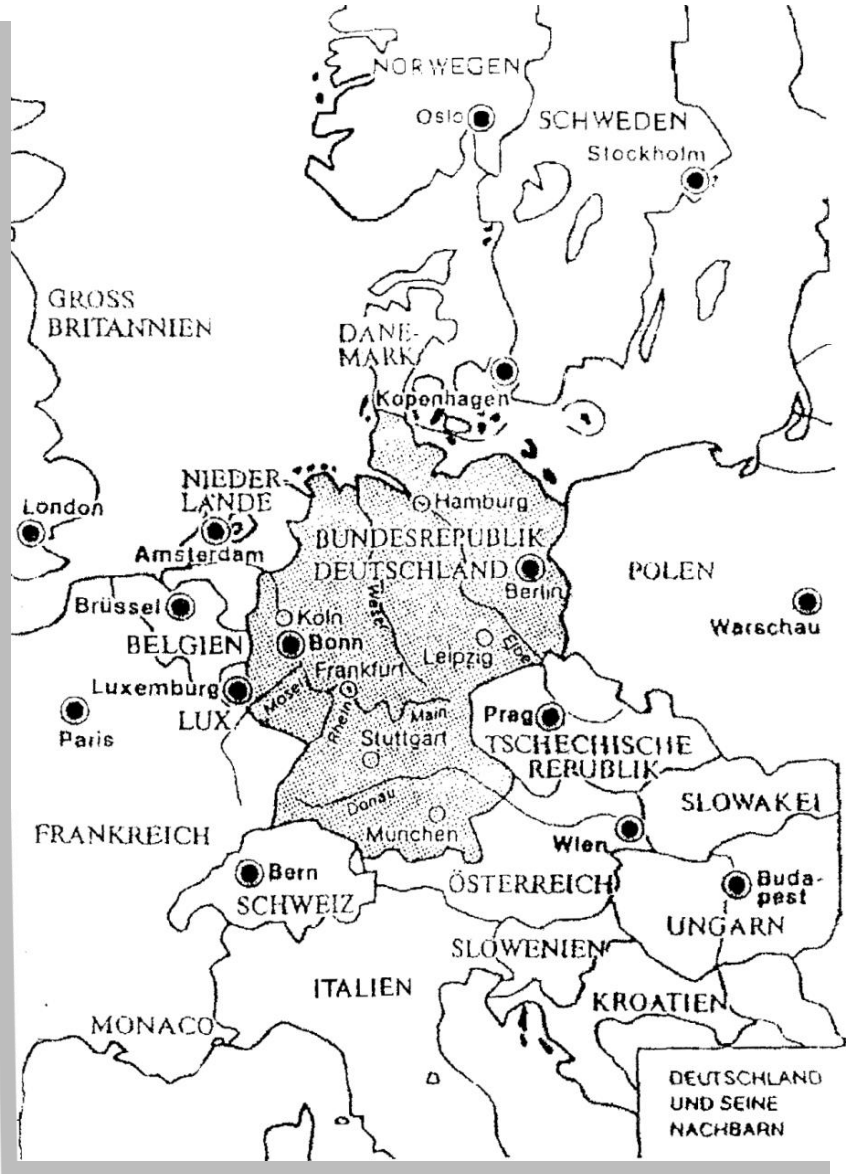 NORWEGEN
Oslo
SCHWEDEN
Stockholm
GROSS
BRITANNIEN
DANE-
MARK
Kopenhagen
NIEDER-
LANDE
London
Amsterdam
Hamburg
BUNDESREPUBLIK
DEUTSCHLAND
Berlin
POLEN
Warschau
Brüssel
BELGIEN
Köln
Bonn
Weser
Leipzig
Elbe
Luxemburg
LUX
Paris
Mosel
Frankfurt
Rhein
Main
Stuttgart
Prag
TSCHECHISCHE
REPUBLIK
SLOWAKEI
Donau
München
Wien
FRANKREICH
Bern
SCHWEIZ
ÖSTERREICH
Buda-
pest
UNGARN
SLOWENIEN
ITALIEN
KROATIEN
MONACO
DEUTSCHLAND
UND SEINE
NACHBARN